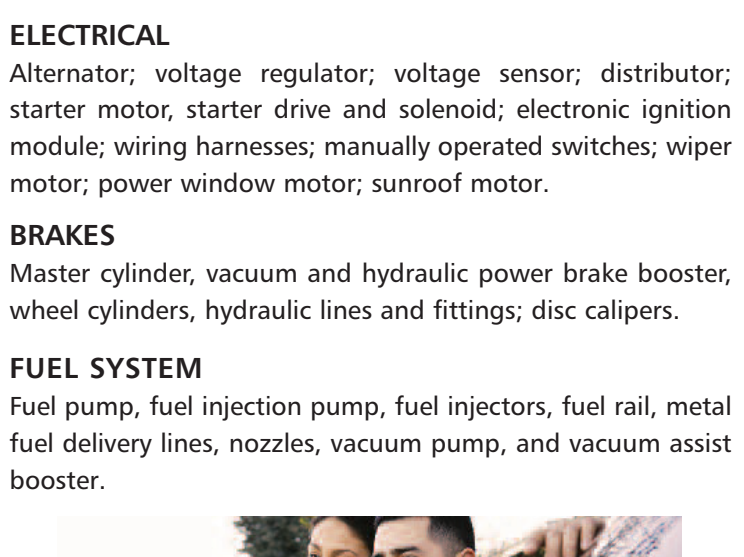 ELECTRICAL
Alternator; voltage regulator; voltage sensor; distributor;
starter motor, starter drive and solenoid; electronic ignition
module; wiring harnesses; manually operated switches; wiper
motor; power window motor; sunroof motor.
BRAKES
Master cylinder, vacuum and hydraulic power brake booster,
wheel cylinders, hydraulic lines and fittings; disc calipers.
FUEL SYSTEM
Fuel pump, fuel injection pump, fuel injectors, fuel rail, metal
fuel delivery lines, nozzles, vacuum pump, and vacuum assist
booster.